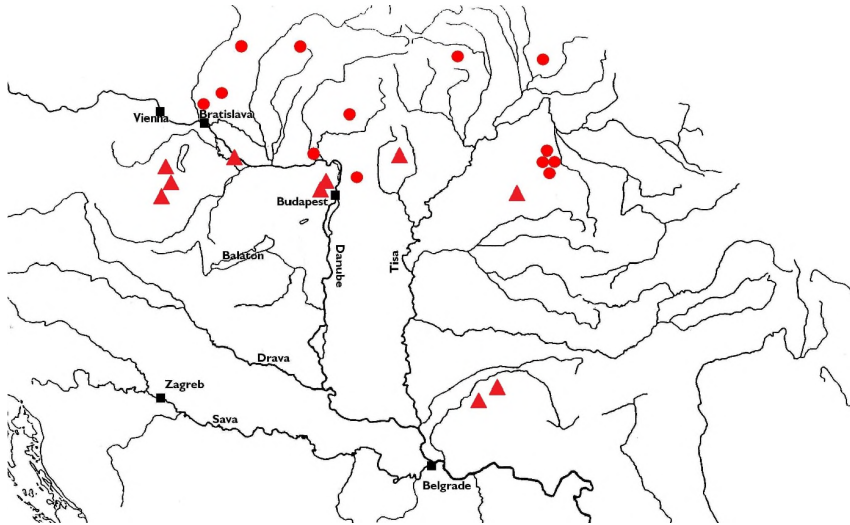 Vienna
Bratislava
Budapest
Balaton
Danube
Tisa
Drava
Zagreb
Sava
Belgrade